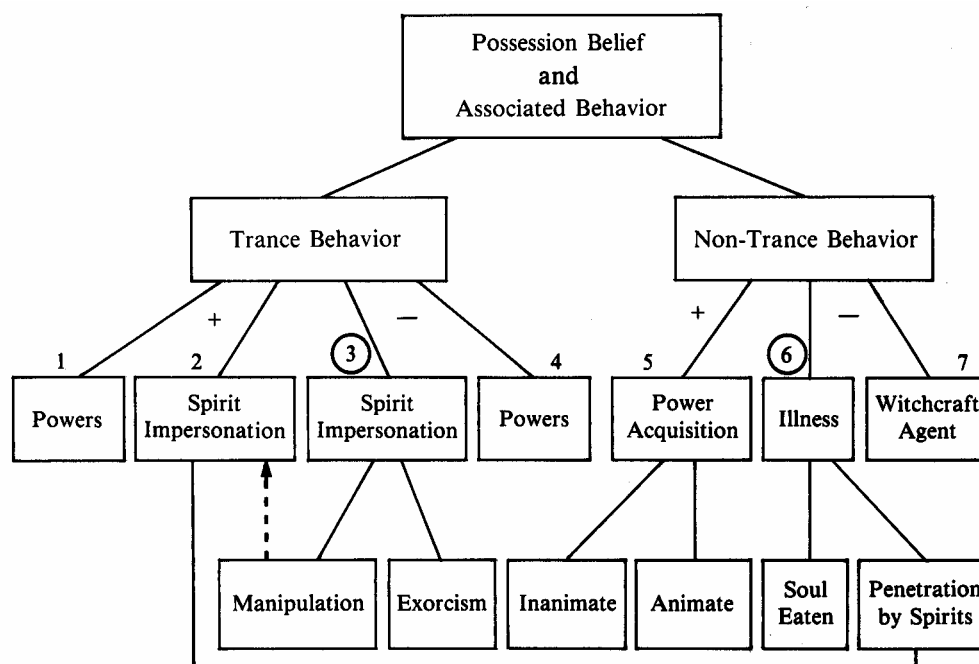 Possession Belief
and
Associated Behavior
Trance Behavior
Non-Trance Behavior
+
—
+
—
1
2
3
4
5
6
7
Powers
Spirit
Impersonation
Spirit
Impersonation
Powers
Power
Acquisition
Illness
Witchcraft
Agent
Manipulation
Exorcism
Inanimate
Animate
Soul
Eaten
Penetration
by Spirits